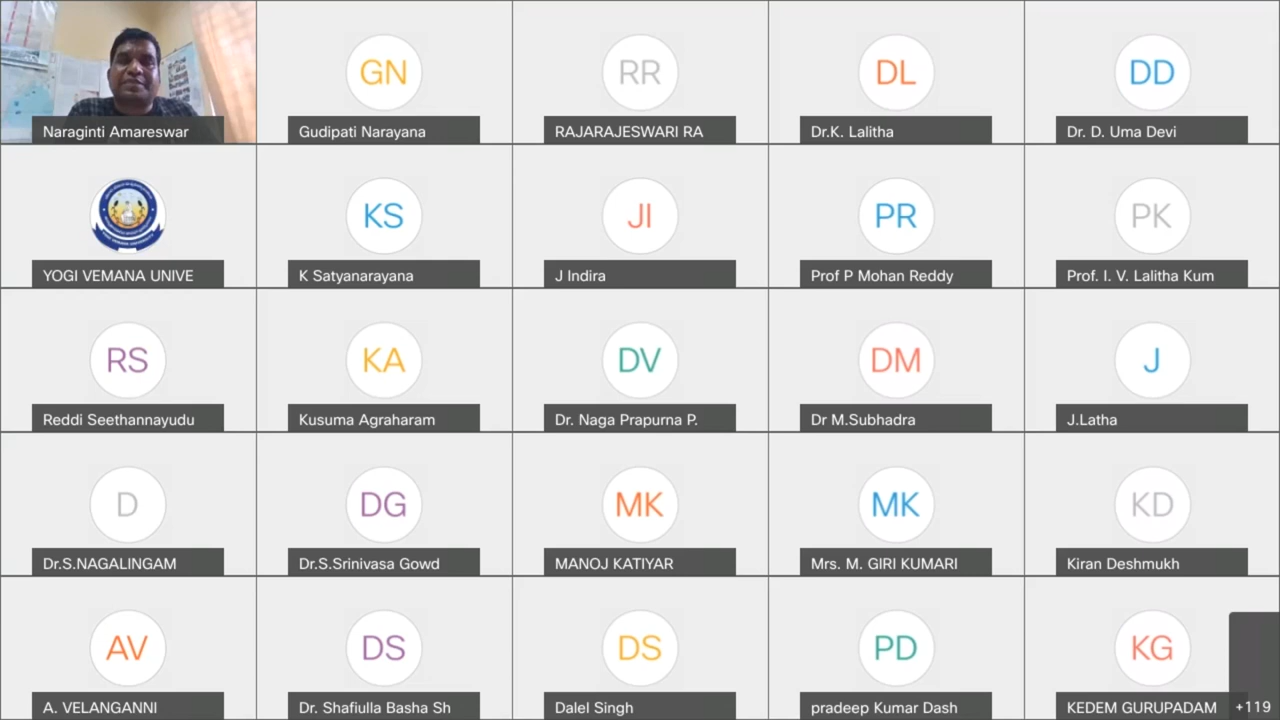 Naraginti Amareswar
GN
Gudipati Narayana
RR
RAJARAJESWARI RA
DL
Dr.K. Lalitha
DD
Dr. D. Uma Devi
YOGI VEMANA UNIVE
KS
K Satyanarayana
JI
J Indira
PR
Prof P Mohan Reddy
PK
Prof. I. V. Lalitha Kum
RS
Reddi Seethannayudu
KA
Kusuma Agraharam
DV
Dr. Naga Prapurna P.
DM
Dr M.Subhadra
J
J.Latha
D
Dr.S.NAGALINGAM
DG
Dr.S.Srinivasa Gowd
MK
MANOJ KATIYAR
MK
Mrs. M. GIRI KUMARI
KD
Kiran Deshmukh
AV
A. VELANGANNI
DS
Dr. Shafiulla Basha Sh
DS
Dalel Singh
PD
pradeep Kumar Dash
KG
KEDEM GURUPADAM
+119